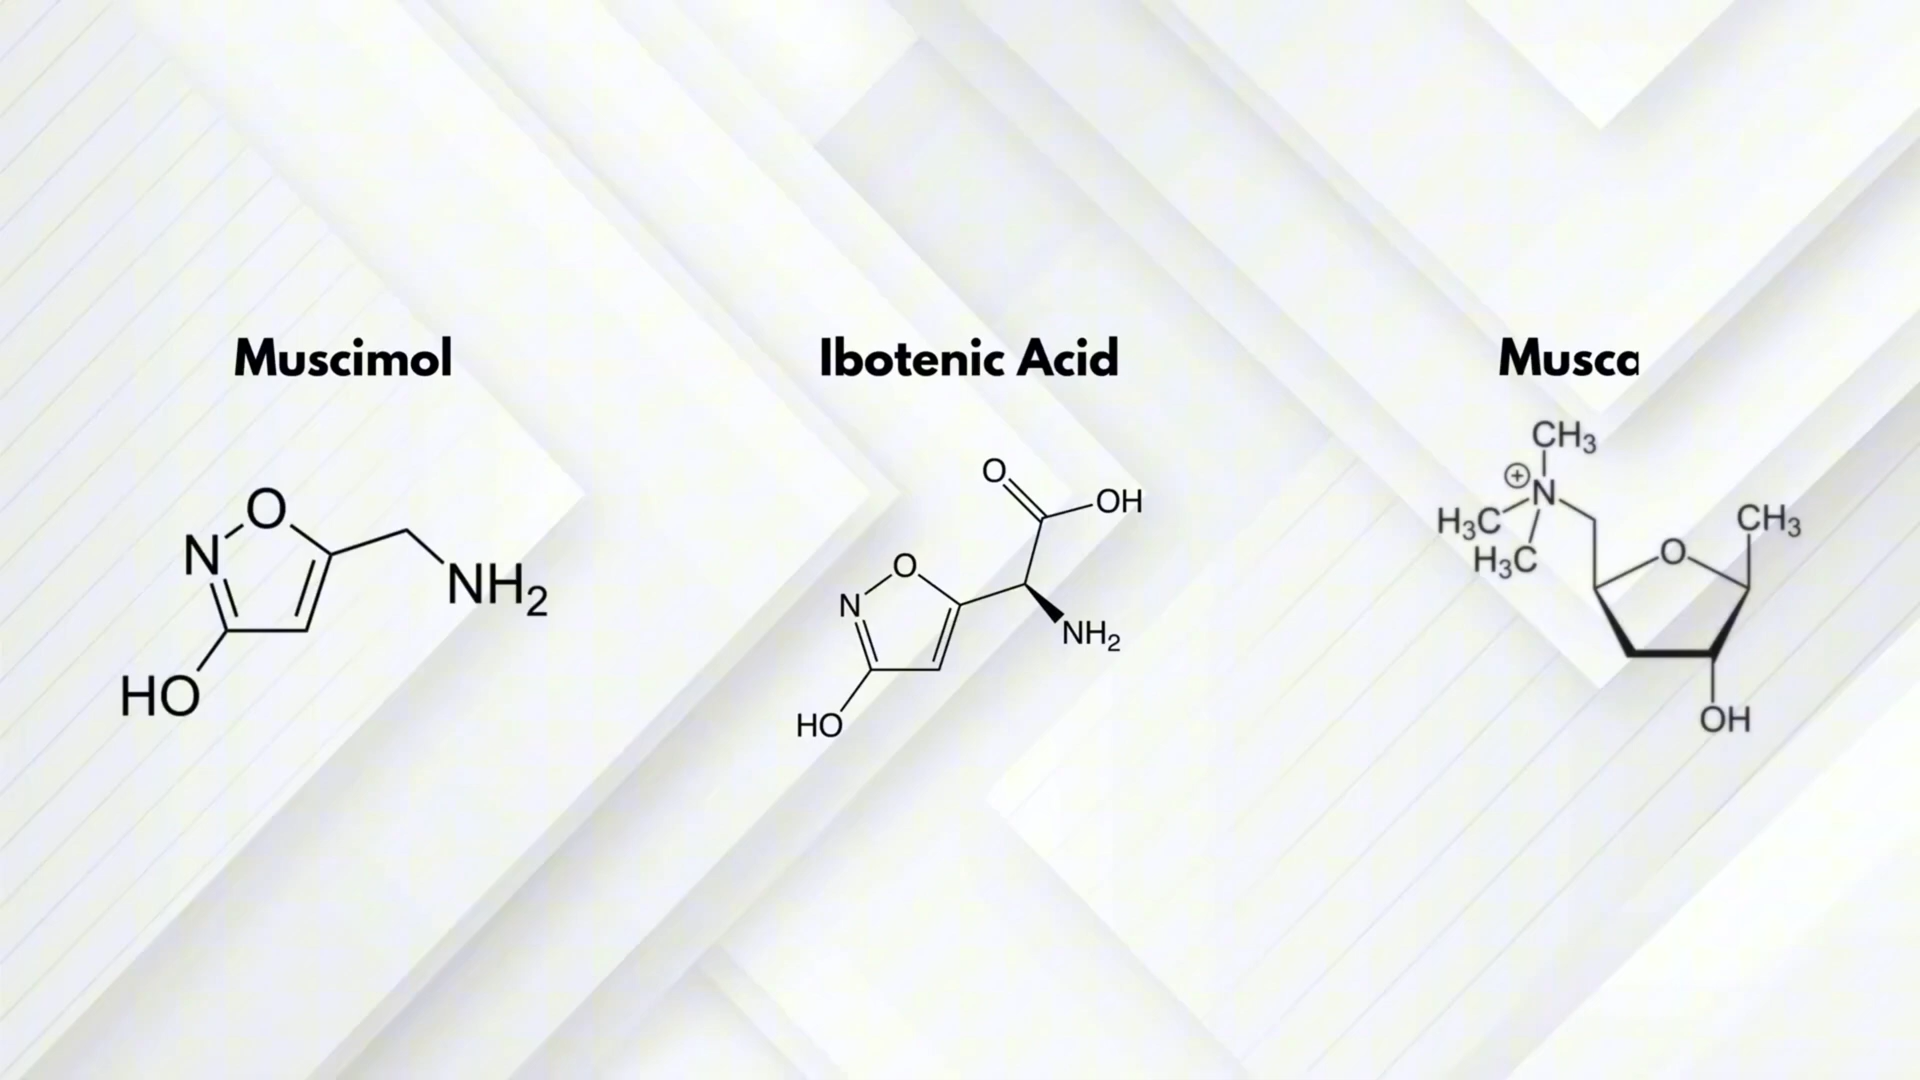 Muscimol
Ibotenic Acid
Musca
O
N
NH₂
HO
O
OH
O
N
NH₂
HO
CH₃
⊕
N
H₃C
H₃C
O
CH₃
OH